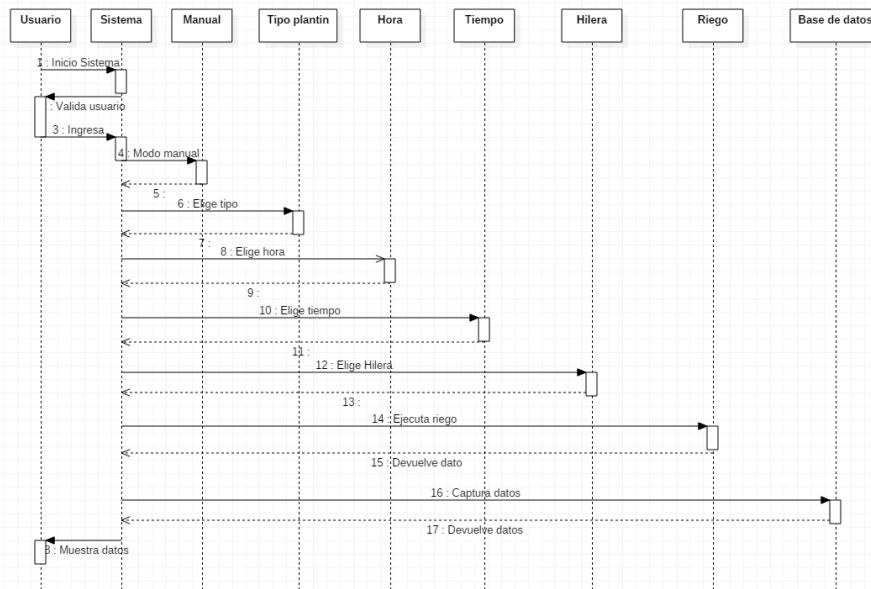 Usuario
Sistema
Manual
Tipo plantin
Hora
Tiempo
Hilera
Riego
Base de datos
1 : Inicio Sistema
: Valida usuario
3 : Ingresa
4 : Modo manual
5 :
6 : Elige tipo
7 :
8 : Elige hora
9 :
10 : Elige tiempo
11 :
12 : Elige Hilera
13 :
14 : Ejecuta riego
15 : Devuelve dato
16 : Captura datos
17 : Devuelve datos
8 : Muestra datos